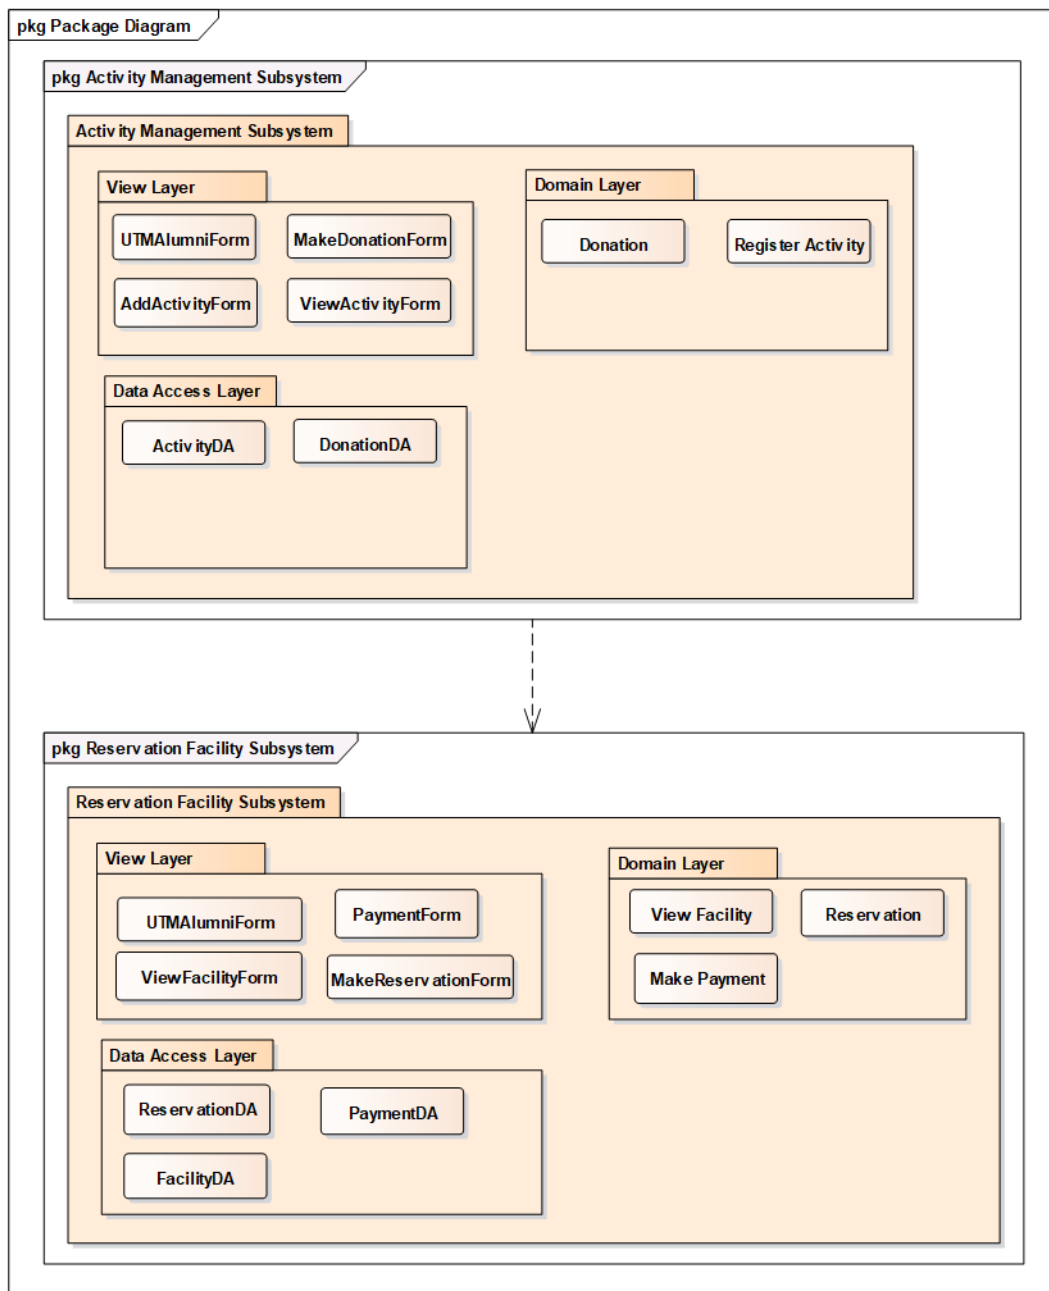 pkg Package Diagram
pkg Activity Management Subsystem
Activity Management Subsystem
View Layer
UTMAlumniForm
MakeDonationForm
AddActivityForm
ViewActivityForm
Domain Layer
Donation
Register Activity
Data Access Layer
ActivityDA
DonationDA
pkg Reservation Facility Subsystem
Reservation Facility Subsystem
View Layer
UTMAlumniForm
PaymentForm
ViewFacilityForm
MakeReservationForm
Domain Layer
View Facility
Reservation
Make Payment
Data Access Layer
ReservationDA
PaymentDA
FacilityDA